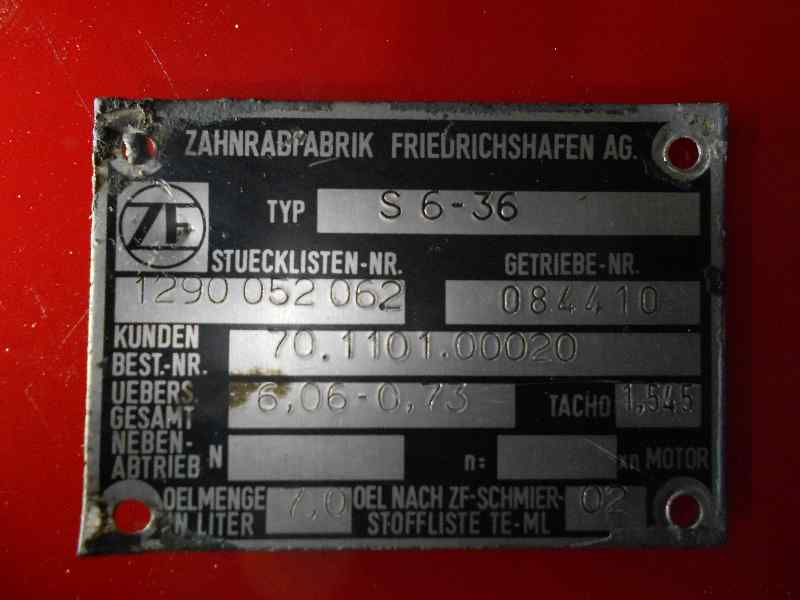 ZAHNRADFABRIK FRIEDRICHSHAFEN AG.
ZF
TYP S 6-36
STUECKLISTEN-NR. GETRIEBE-NR.
1290 052 062 084410
KUNDEN BEST.-NR. 70.1101.00020
UEBERS. GESAMT 6,06-0,73 TACHO 1,545
NEBEN-ABTRIEB N n= xn MOTOR
OELMENGE IN LITER 7,0 OEL NACH ZF-SCHMIER-STOFFLISTE TE-ML 02